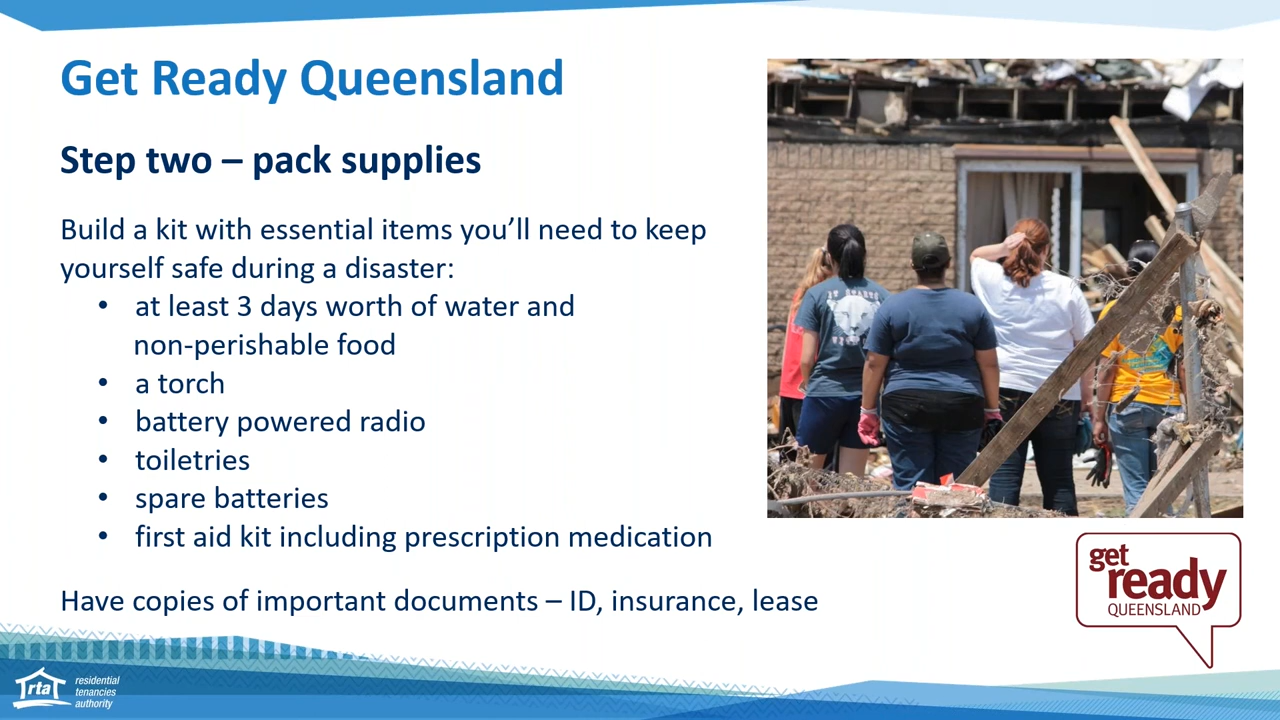 Get Ready Queensland
Step two – pack supplies
Build a kit with essential items you’ll need to keep
yourself safe during a disaster:
• at least 3 days worth of water and
non-perishable food
• a torch
• battery powered radio
• toiletries
• spare batteries
• first aid kit including prescription medication
Have copies of important documents – ID, insurance, lease
IT STARTS
get
ready
QUEENSLAND
rta
residential
tenancies
authority